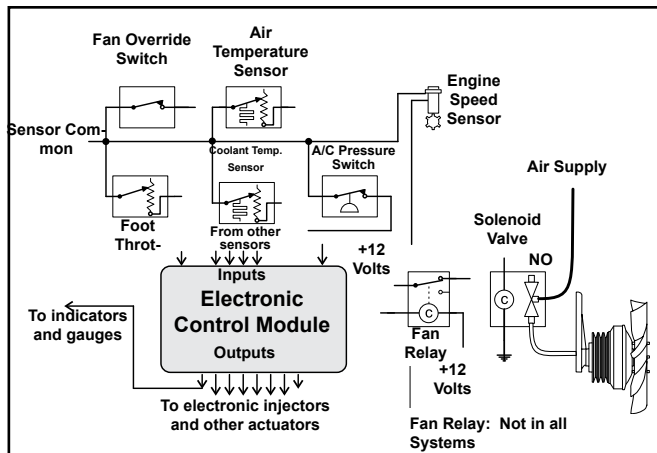 Fan Override
Switch
Air
Temperature
Sensor
Engine
Speed
Sensor
Sensor Com-
mon
Coolant Temp.
Sensor
A/C Pressure
Switch
Air Supply
Foot
Throt-
From other
sensors
Solenoid
Valve
+12
Volts
NO
Inputs
Electronic
Control Module
Outputs
C
C
To indicators
and gauges
Fan
Relay
+12
Volts
To electronic injectors
and other actuators
Fan Relay: Not in all
Systems